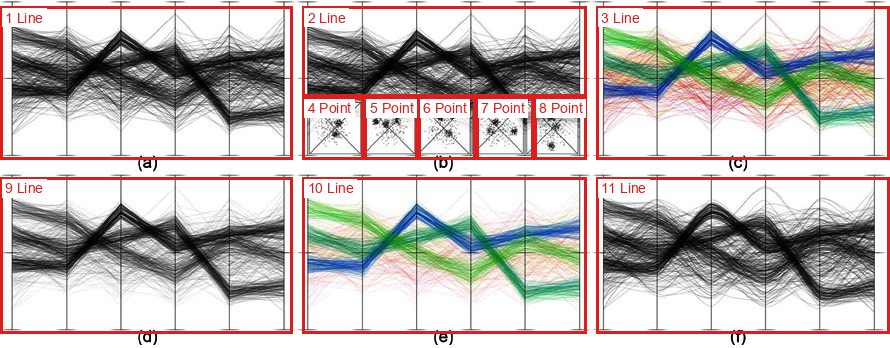 1 Line
2 Line
3 Line
4 Point
5 Point
6 Point
7 Point
8 Point
(a)
(b)
(c)
9 Line
10 Line
11 Line
(d)
(e)
(f)